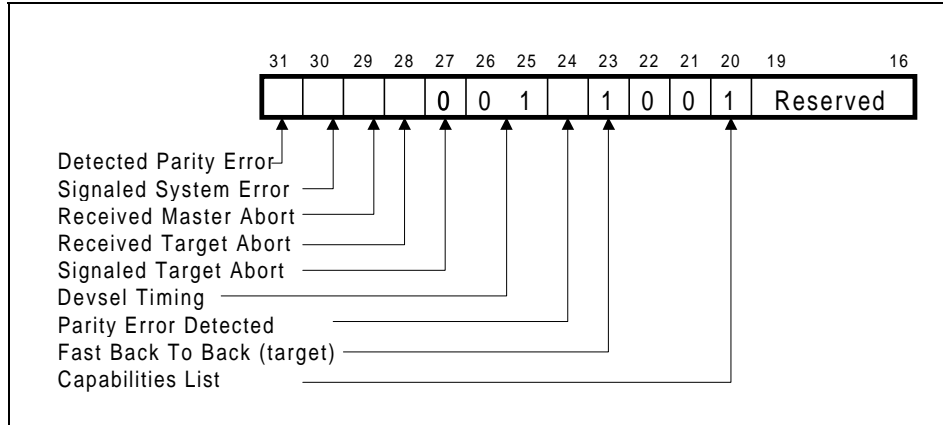 31 30 29 28 27 26 25 24 23 22 21 20 19 16
0 0 1 1 0 0 1 Reserved
Detected Parity Error
Signaled System Error
Received Master Abort
Received Target Abort
Signaled Target Abort
Devsel Timing
Parity Error Detected
Fast Back To Back (target)
Capabilities List